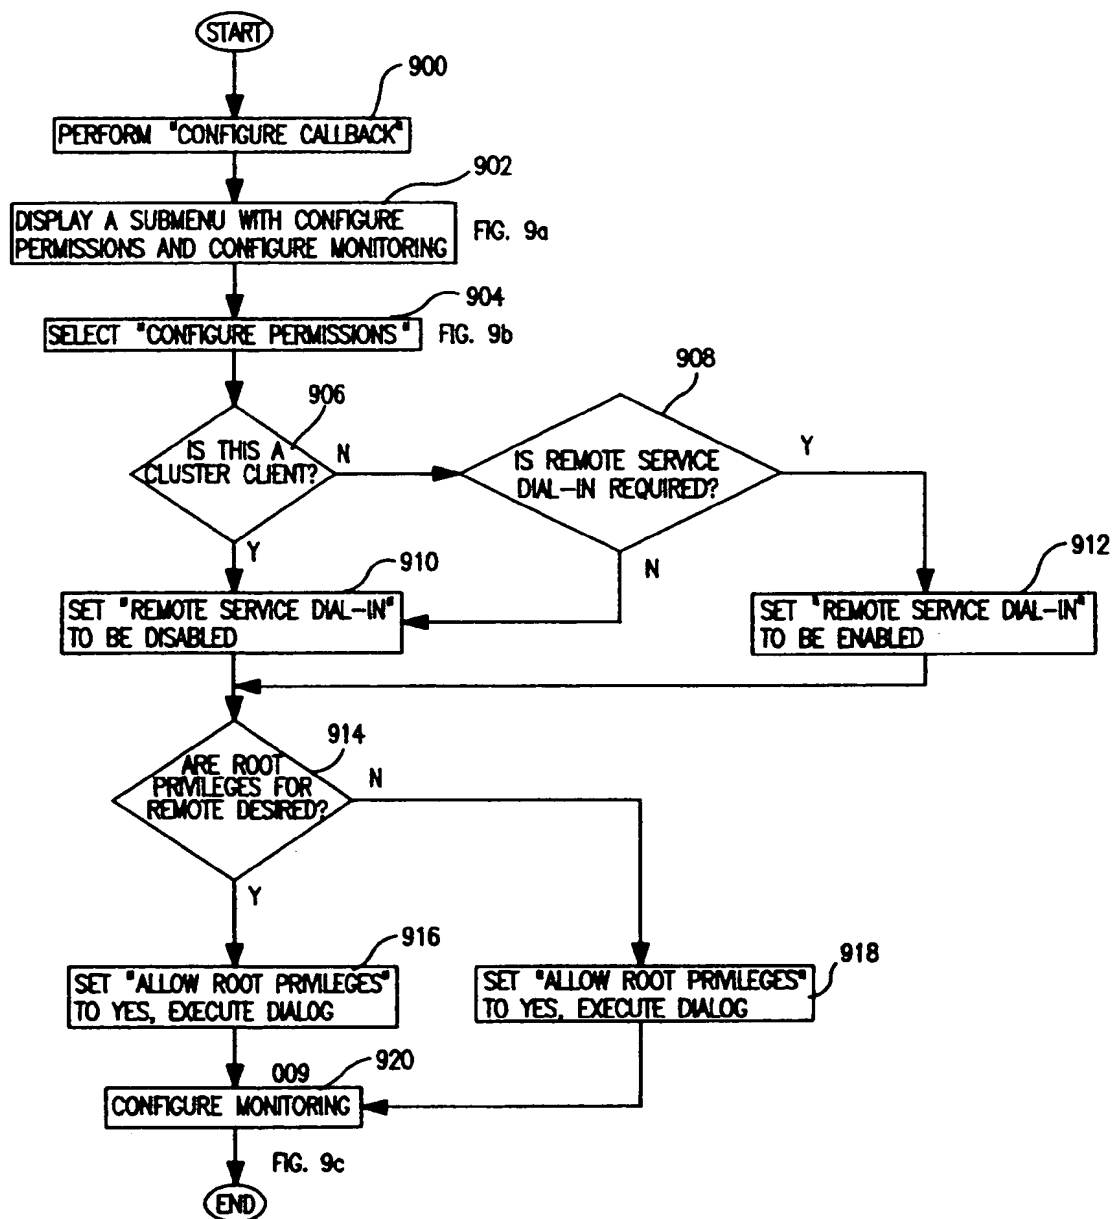 START
900
PERFORM "CONFIGURE CALLBACK"
902
DISPLAY A SUBMENU WITH CONFIGURE
PERMISSIONS AND CONFIGURE MONITORING
FIG. 9a
904
SELECT "CONFIGURE PERMISSIONS"
FIG. 9b
906
IS THIS A
CLUSTER CLIENT?
N
Y
908
IS REMOTE SERVICE
DIAL-IN REQUIRED?
Y
N
910
SET "REMOTE SERVICE DIAL-IN"
TO BE DISABLED
912
SET "REMOTE SERVICE DIAL-IN"
TO BE ENABLED
914
ARE ROOT
PRIVILEGES FOR
REMOTE DESIRED?
N
Y
916
SET "ALLOW ROOT PRIVILEGES"
TO YES, EXECUTE DIALOG
918
SET "ALLOW ROOT PRIVILEGES"
TO YES, EXECUTE DIALOG
009
920
CONFIGURE MONITORING
FIG. 9c
END